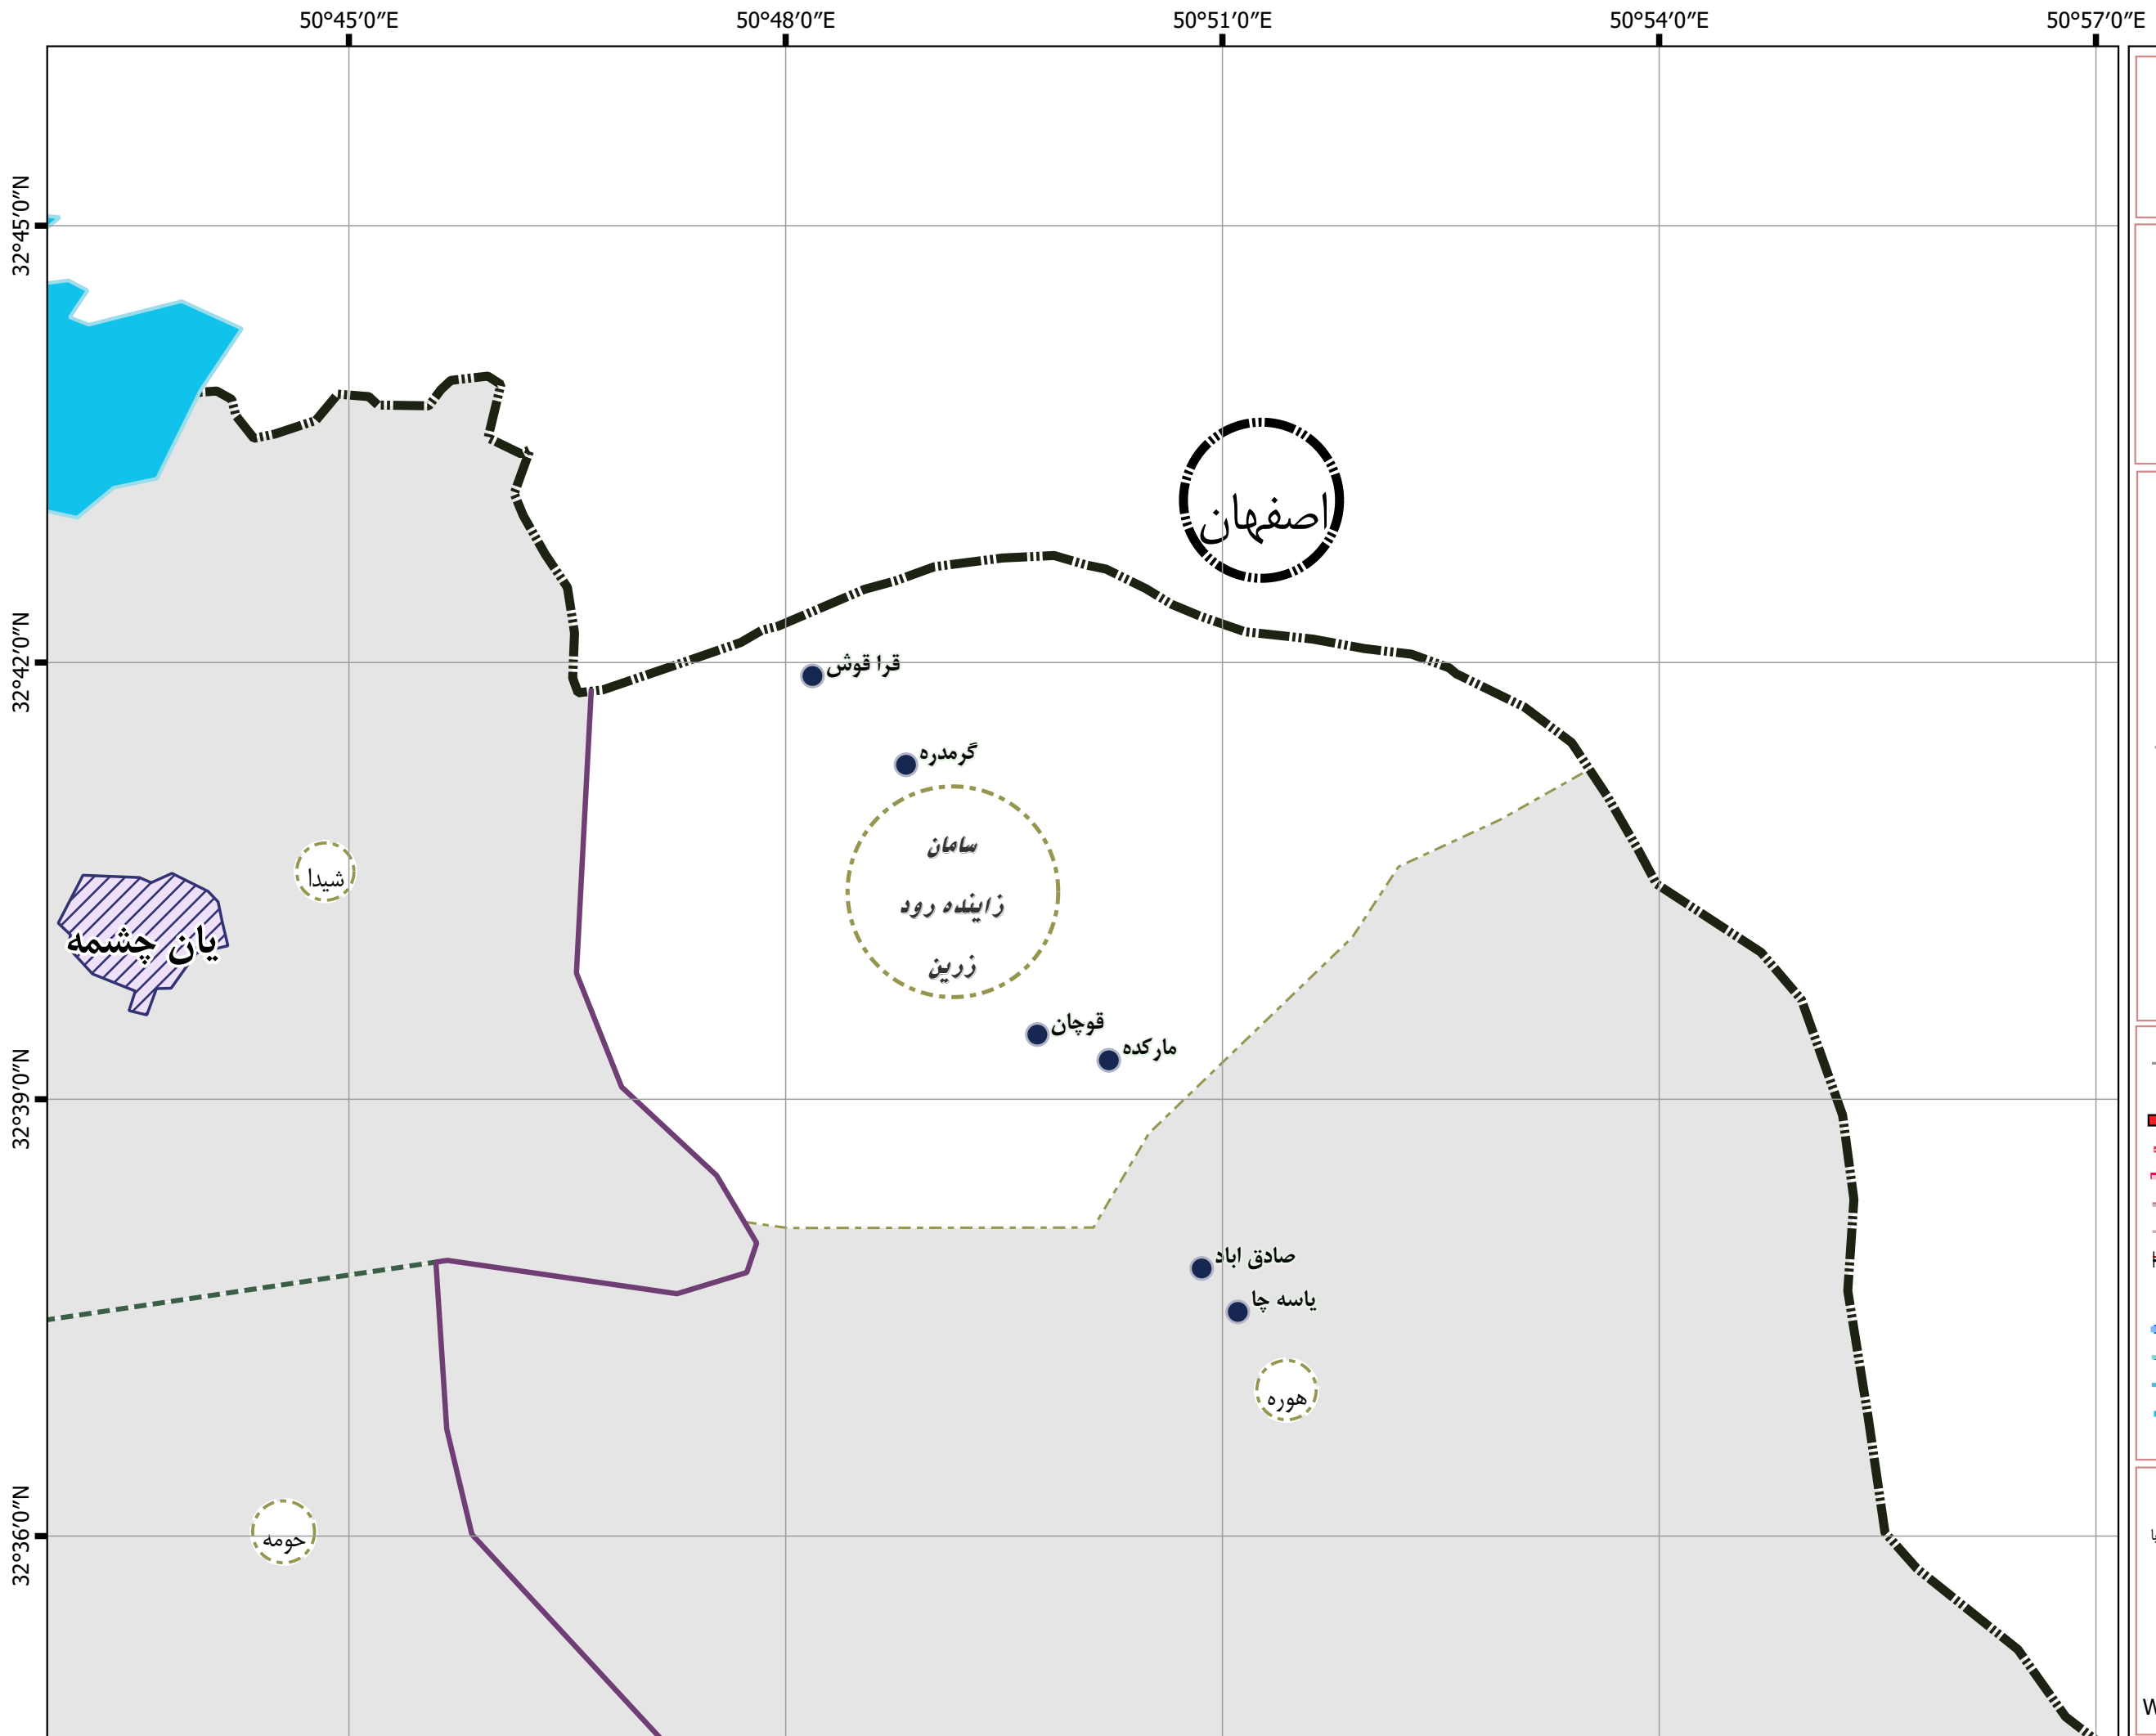 50°45'0"E
50°48'0"E
50°51'0"E
50°54'0"E
50°57'0"E
32°45'0"N
اصفهان
32°42'0"N
قرا قوش
گرمدره
سامان
شیدا
زاینده رود
یان چشمه
زرین
قوچان
مارکده
32°39'0"N
صادق اباد
یاسه چا
هوره
32°36'0"N
حومه
W